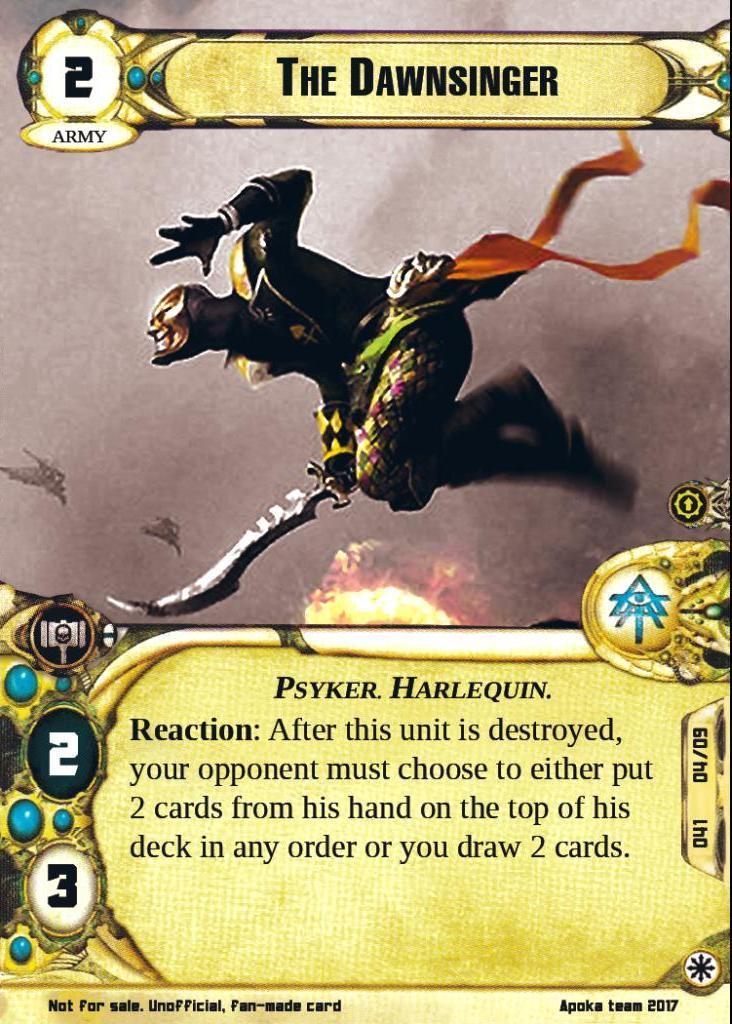 2
THE DAWNSINGER
ARMY
PSYKER. HARLEQUIN.
Reaction: After this unit is destroyed,
your opponent must choose to either put
2 cards from his hand on the top of his
deck in any order or you draw 2 cards.
2
3
04/09
041
Not for sale. Unofficial, fan-made card
Apoka team 2017